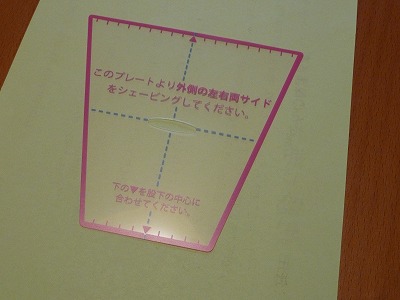 このプレートより外側の左右両サイド
をシェービングしてください。
下の▼を股下の中心に
合わせてください。